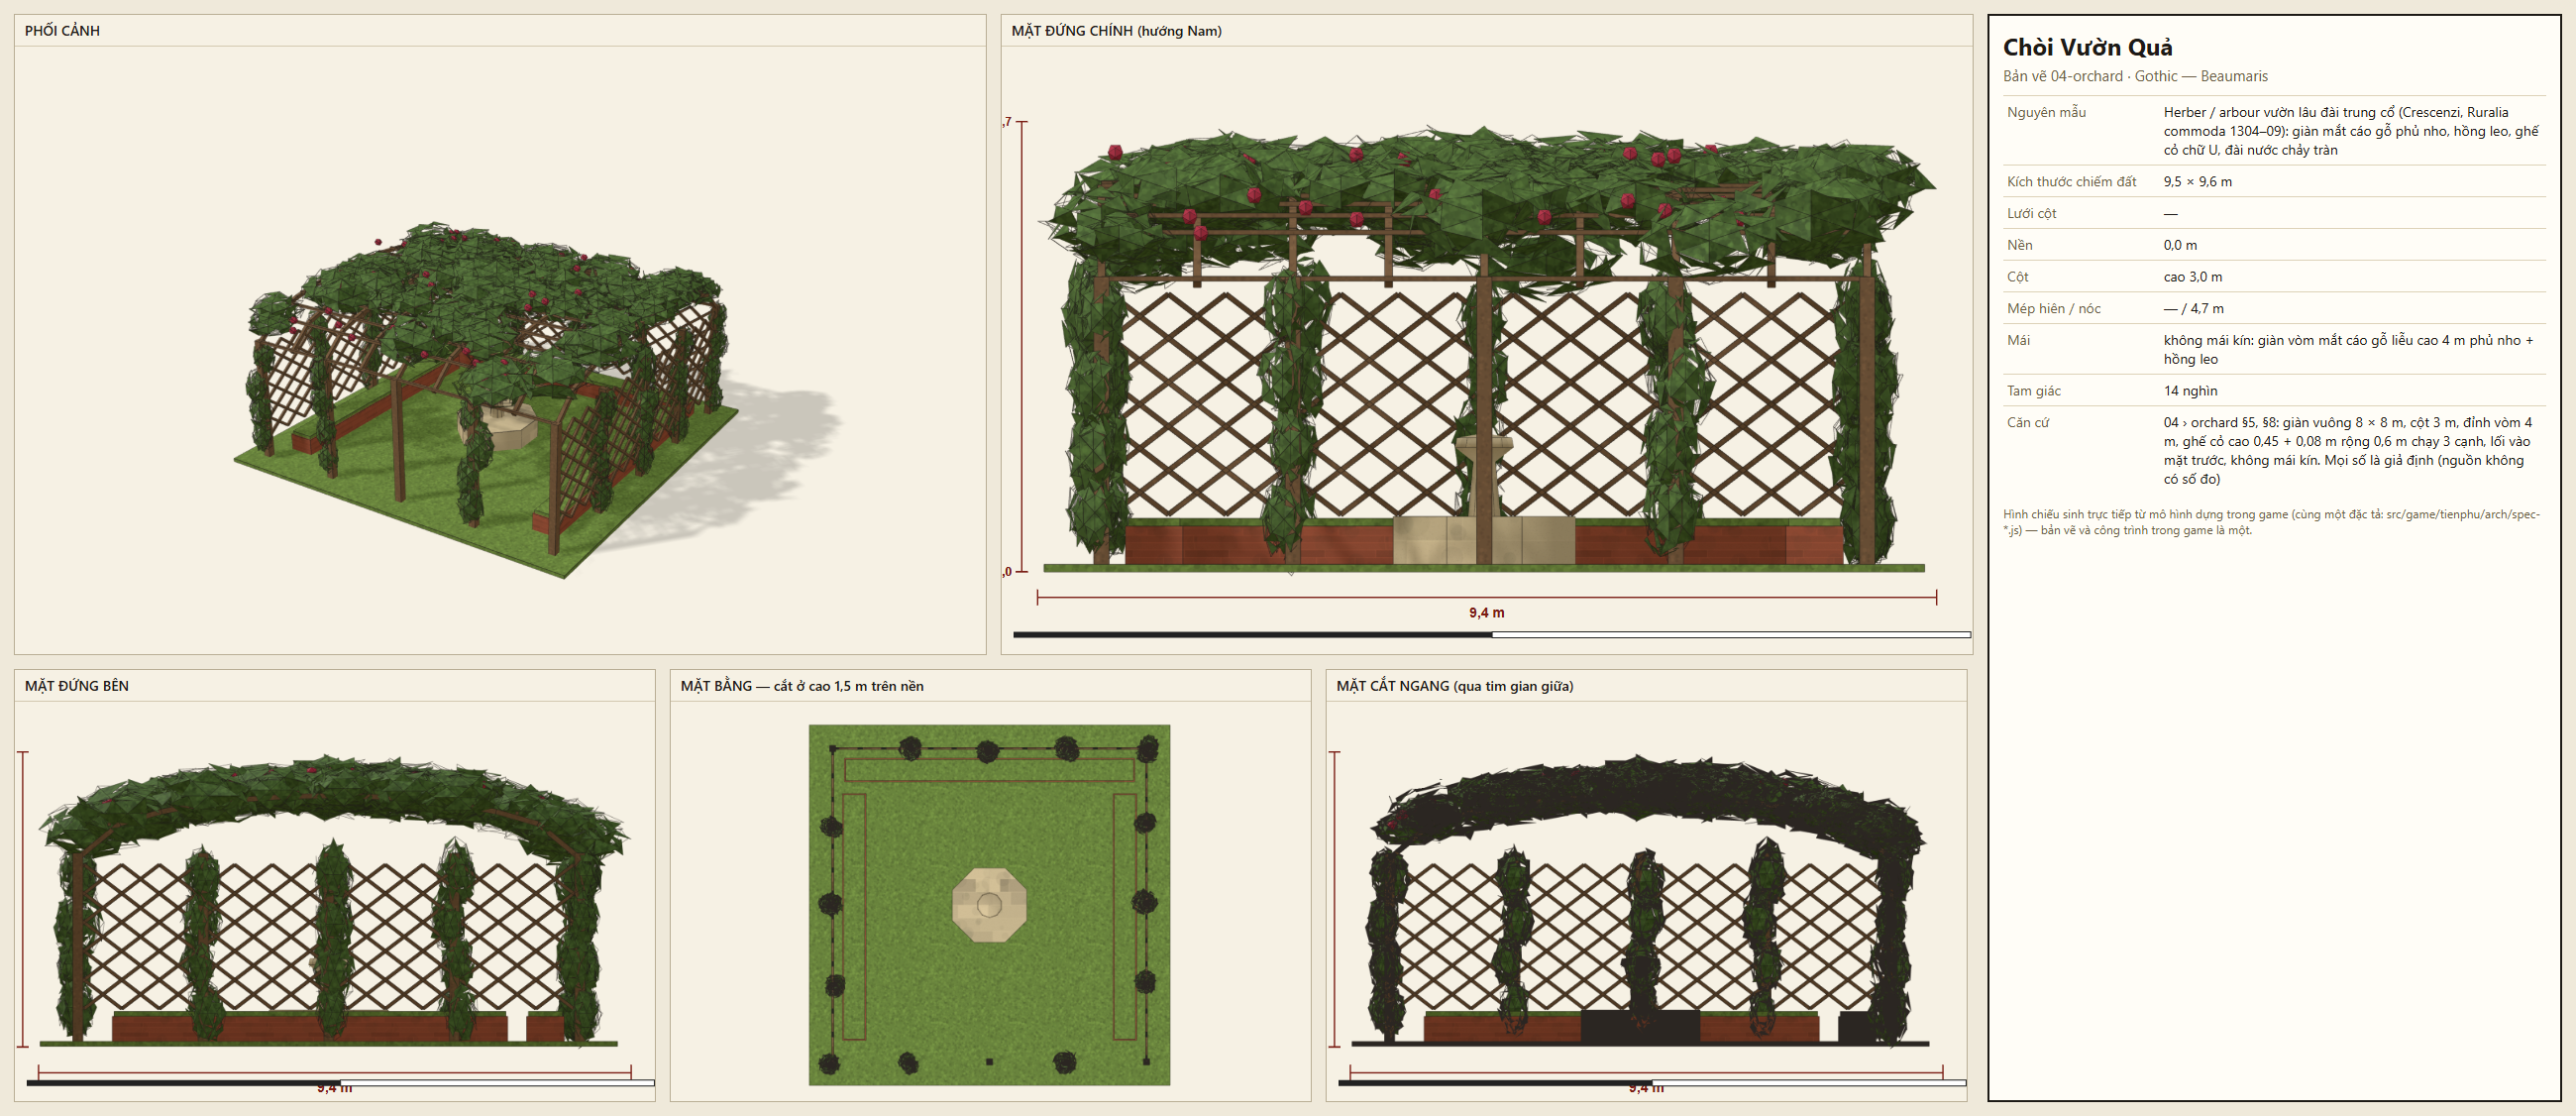 PHỐI CẢNH
MẶT ĐỨNG CHÍNH (hướng Nam)
,7
,0
9,4 m
MẶT ĐỨNG BÊN
9,4 m
MẶT BẰNG — cắt ở cao 1,5 m trên nền
MẶT CẮT NGANG (qua tim gian giữa)
9,4 m
Chòi Vườn Quả
Bản vẽ 04-orchard · Gothic — Beaumaris
Nguyên mẫu
Herber / arbour vườn lâu đài trung cổ (Crescenzi, Ruralia
commoda 1304–09): giàn mắt cáo gỗ phủ nho, hồng leo, ghế
cỏ chữ U, đài nước chảy tràn
Kích thước chiếm đất
9,5 × 9,6 m
Lưới cột
—
Nền
0,0 m
Cột
cao 3,0 m
Mép hiên / nóc
— / 4,7 m
Mái
không mái kín: giàn vòm mắt cáo gỗ liễu cao 4 m phủ nho +
hồng leo
Tam giác
14 nghìn
Căn cứ
04 › orchard §5, §8: giàn vuông 8 × 8 m, cột 3 m, đỉnh vòm 4
m, ghế cỏ cao 0,45 + 0,08 m rộng 0,6 m chạy 3 cạnh, lối vào
mặt trước, không mái kín. Mọi số là giả định (nguồn không
có số đo)
Hình chiếu sinh trực tiếp từ mô hình dựng trong game (cùng một đặc tả: src/game/tienphu/arch/spec-
*.js) — bản vẽ và công trình trong game là một.